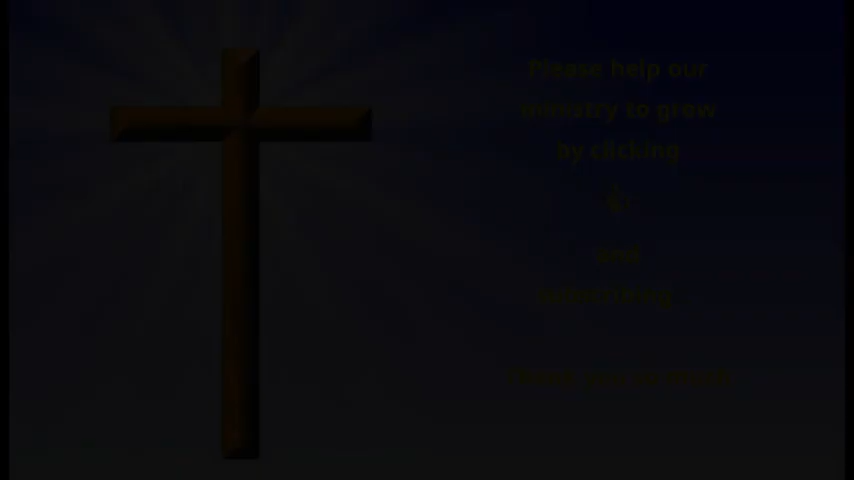 Please help our
ministry to grow
by clicking
👍
and
subscribing.
Thank you so much!